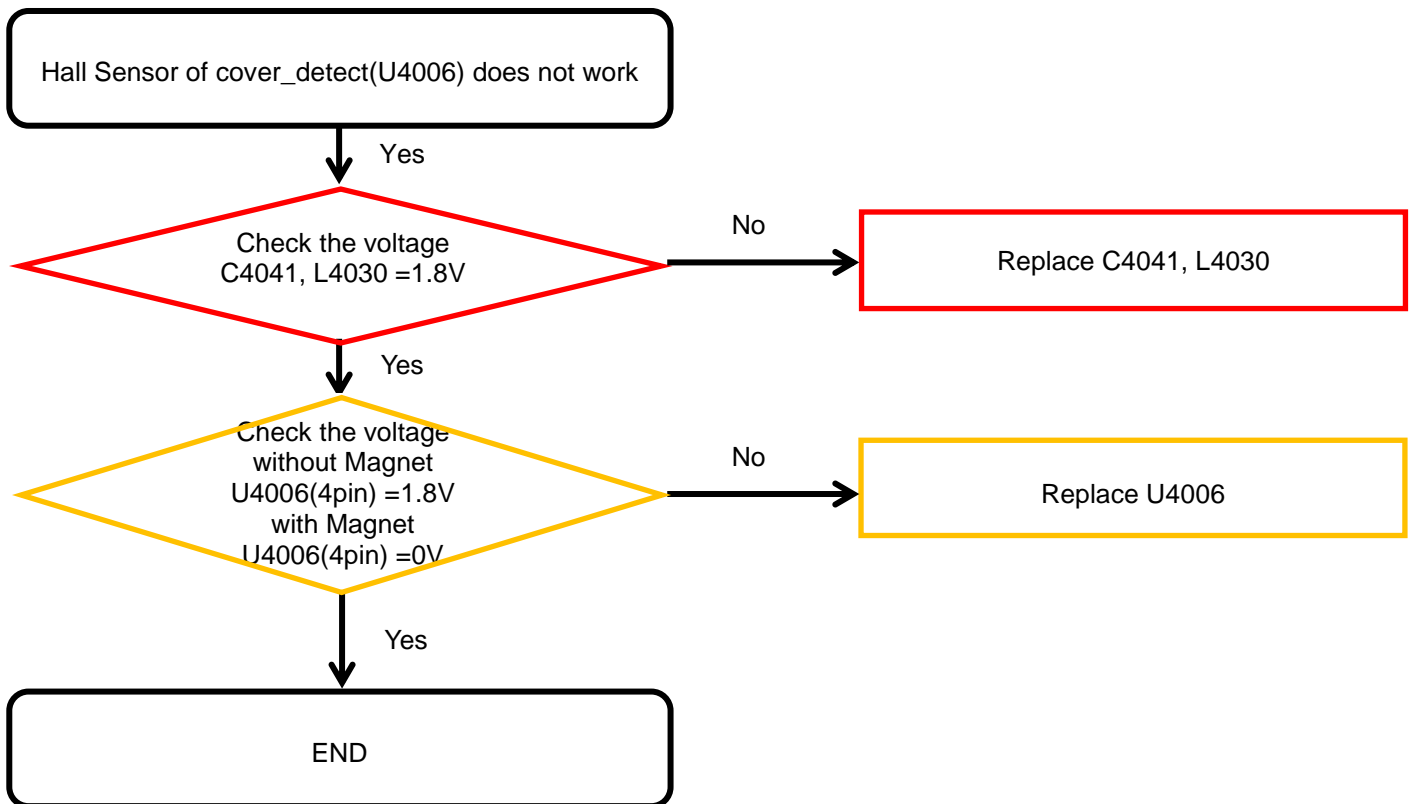 Hall Sensor of cover_detect(U4006) does not work
Yes
Check the voltage
C4041, L4030 =1.8V
No
Replace C4041, L4030
Yes
Check the voltage
without Magnet
U4006(4pin) =1.8V
with Magnet
U4006(4pin) =0V
No
Replace U4006
Yes
END